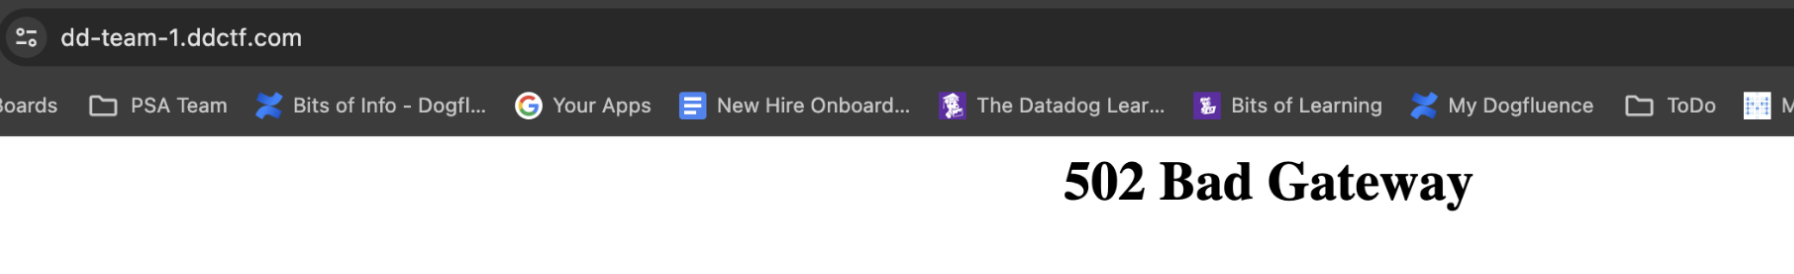 dd-team-1.ddctf.com
Boards PSA Team Bits of Info - Dogfl... Your Apps New Hire Onboard... The Datadog Lear... Bits of Learning My Dogfluence ToDo M
502 Bad Gateway